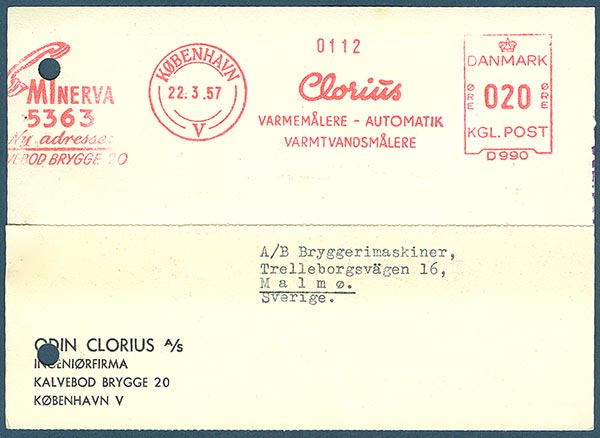 0112
KØBENHAVN
22.3.57
V
Clorius
VARMEMÅLERE - AUTOMATIK
VARMTVANDSMÅLERE
DANMARK
ØRE 020 ØRE
KGL. POST
D990
MINERVA
5363
Ny adresse:
KALVEBOD BRYGGE 20
A/B Bryggerimaskiner,
Trelleborgsvägen 16,
Malmø.
Sverige.
ODIN CLORIUS A/S
INGENIØRFIRMA
KALVEBOD BRYGGE 20
KØBENHAVN V